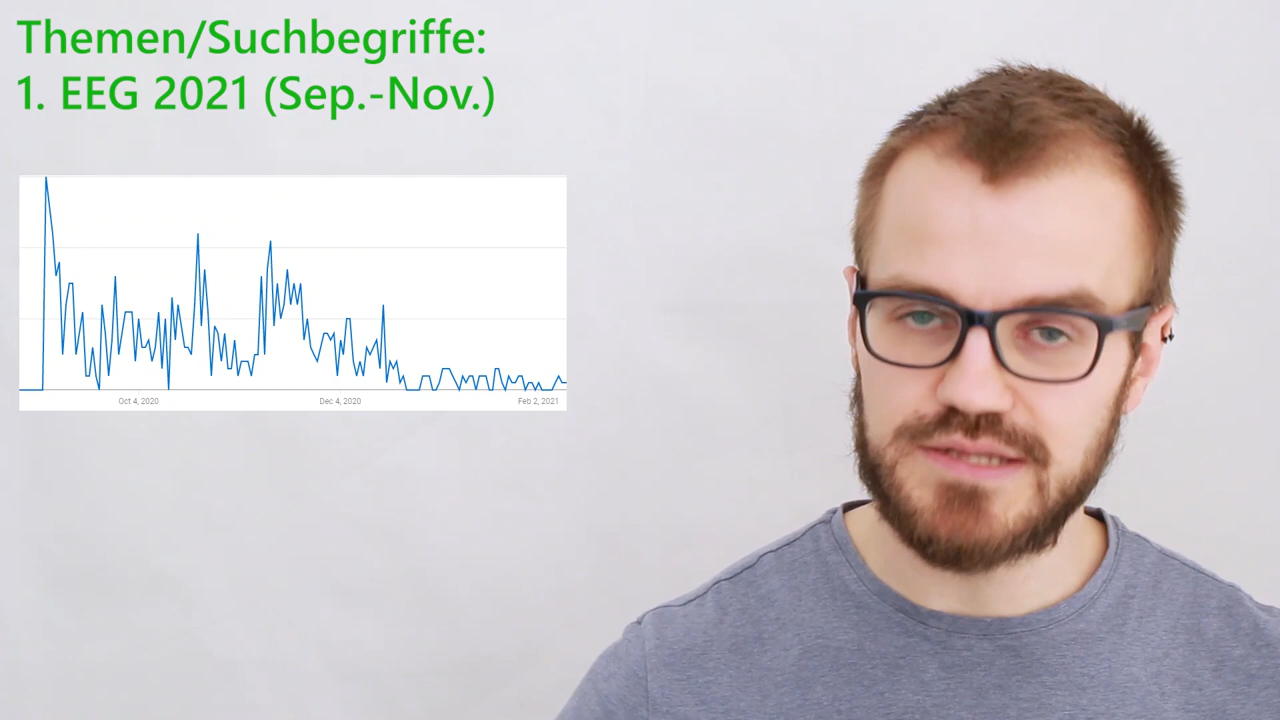 Themen/Suchbegriffe:
1. EEG 2021 (Sep.-Nov.)
Oct 4, 2020
Dec 4, 2020
Feb 2, 2021